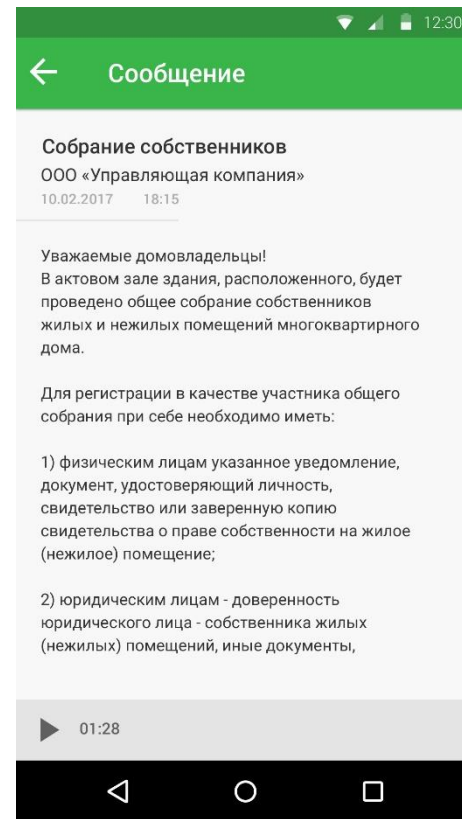 12:30
Сообщение
Собрание собственников
ООО «Управляющая компания»
10.02.2017 18:15
Уважаемые домовладельцы!
В актовом зале здания, расположенного, будет
проведено общее собрание собственников
жилых и нежилых помещений многоквартирного
дома.
Для регистрации в качестве участника общего
собрания при себе необходимо иметь:
1) физическим лицам указанное уведомление,
документ, удостоверяющий личность,
свидетельство или заверенную копию
свидетельства о праве собственности на жилое
(нежилое) помещение;
2) юридическим лицам - доверенность
юридического лица - собственника жилых
(нежилых) помещений, иные документы,
01:28